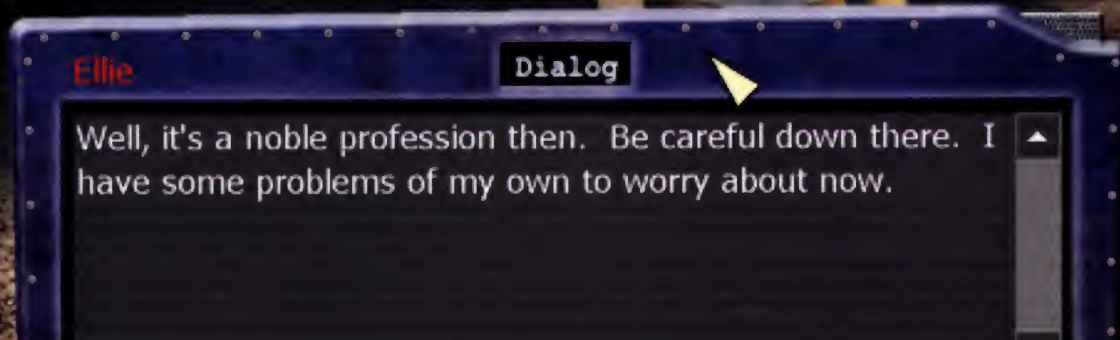 Ellie
Dialog
Well, it's a noble profession then.  Be careful down there.  I
have some problems of my own to worry about now.